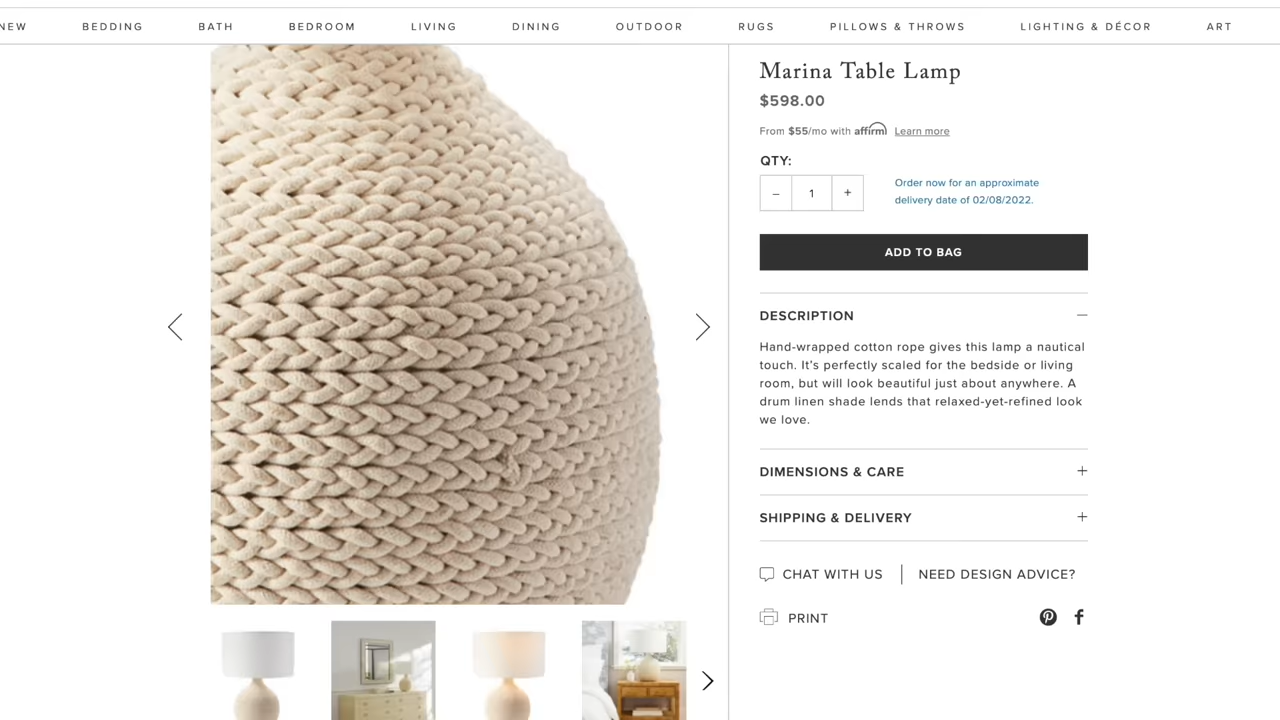 NEW BEDDING BATH BEDROOM LIVING DINING OUTDOOR RUGS PILLOWS & THROWS LIGHTING & DÉCOR ART
Marina Table Lamp
$598.00
From $55/mo with affirm Learn more
QTY:
– 1 +
Order now for an approximate
delivery date of 02/08/2022.
ADD TO BAG
DESCRIPTION
Hand-wrapped cotton rope gives this lamp a nautical
touch. It’s perfectly scaled for the bedside or living
room, but will look beautiful just about anywhere. A
drum linen shade lends that relaxed-yet-refined look
we love.
DIMENSIONS & CARE
SHIPPING & DELIVERY
CHAT WITH US NEED DESIGN ADVICE?
PRINT